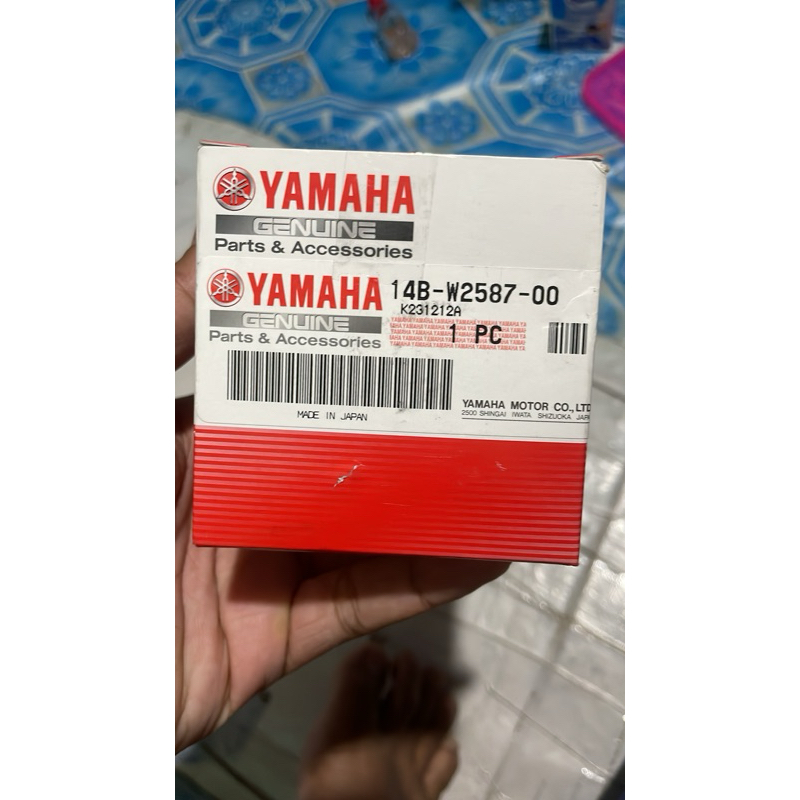 YAMAHA
GENUINE
Parts & Accessories
YAMAHA 14B-W2587-00
GENUINE K231212A
Parts & Accessories 1 PC
MADE IN JAPAN
YAMAHA MOTOR CO.,LTD
2500 SHINGAI IWATA SHIZUOKA